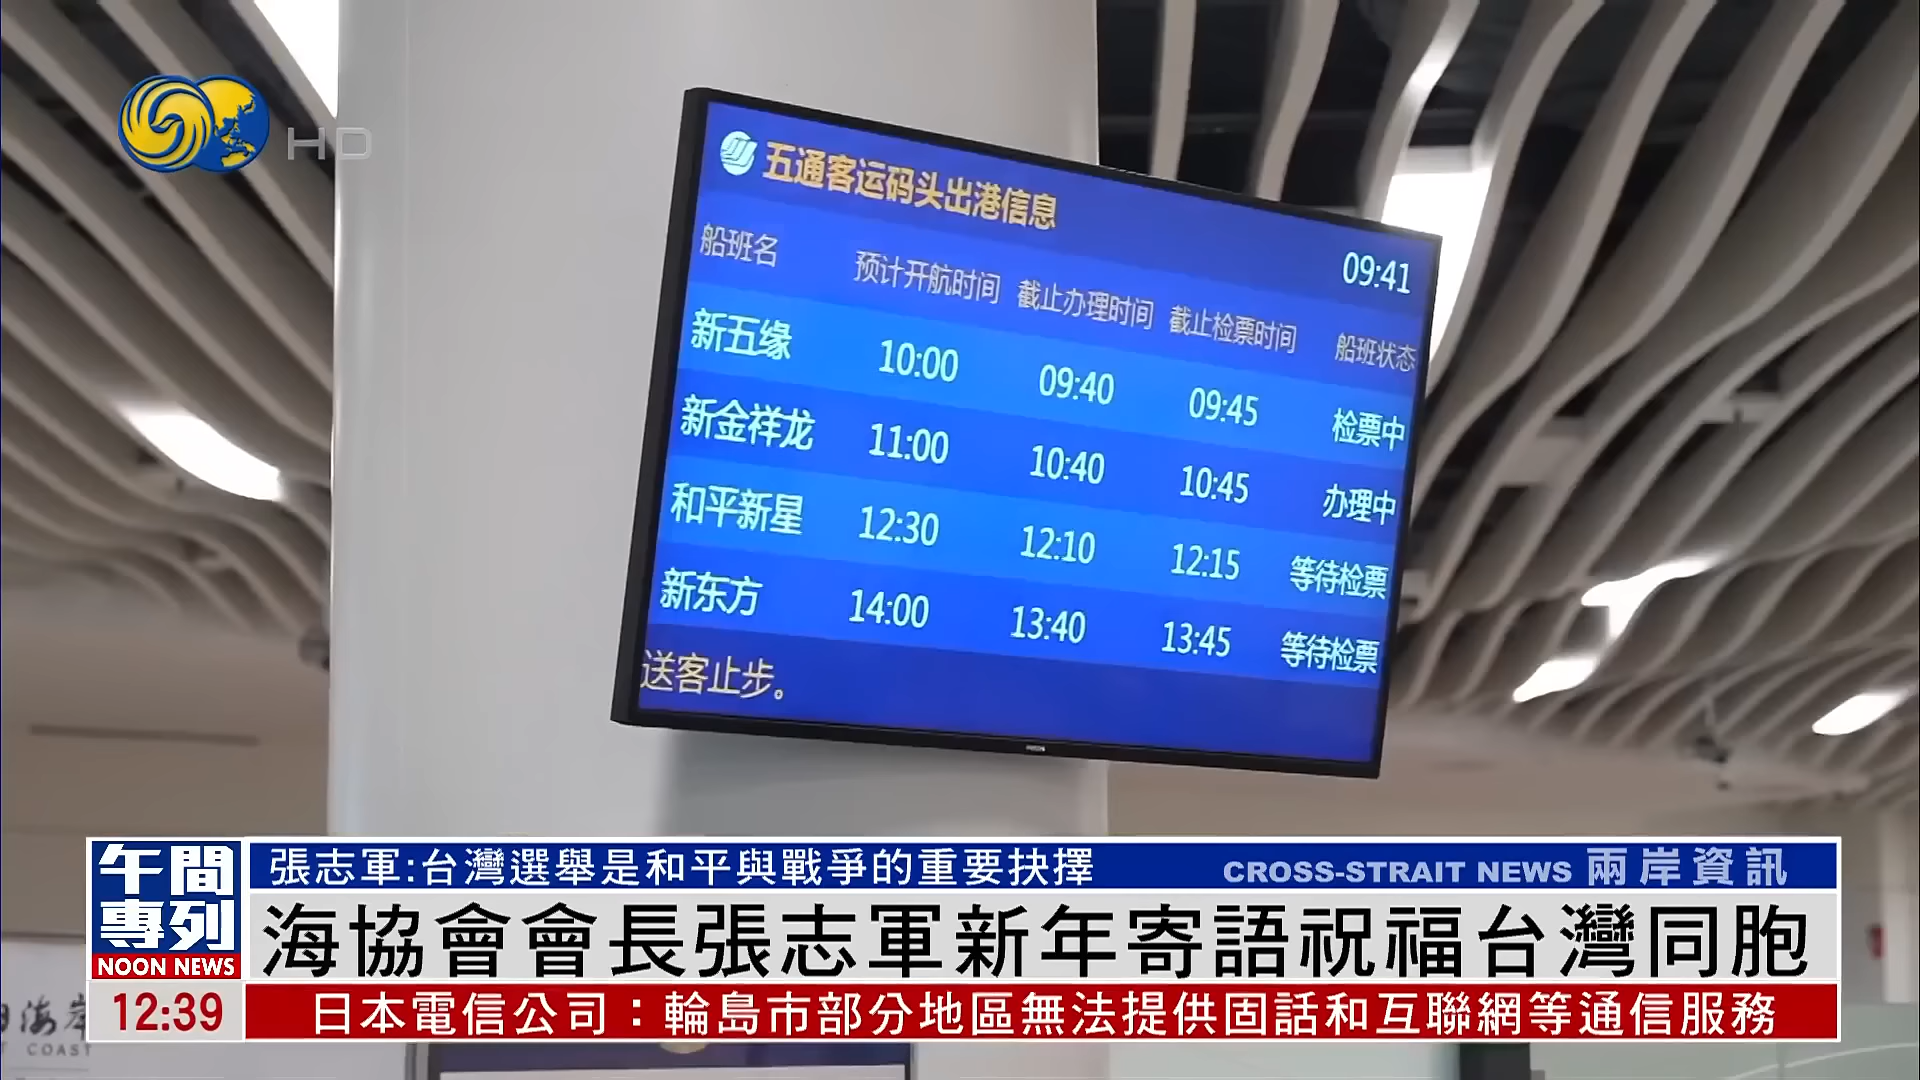 HD
五通客运码头出港信息
09:41
船班名 预计开航时间 截止办理时间 截止检票时间 船班状态
新五缘 10:00 09:40 09:45 检票中
新金祥龙 11:00 10:40 10:45 办理中
和平新星 12:30 12:10 12:15 等待检票
新东方 14:00 13:40 13:45 等待检票
送客止步。
午間專列
NOON NEWS
12:39
張志軍:台灣選舉是和平與戰爭的重要抉擇
CROSS-STRAIT NEWS 兩岸資訊
海協會會長張志軍新年寄語祝福台灣同胞
日本電信公司：輪島市部分地區無法提供固話和互聯網等通信服務
海岸
COAST